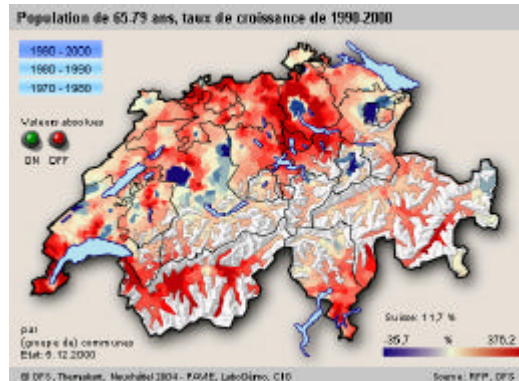 Population de 65-79 ans, taux de croissance de 1990-2000
1990 - 2000
1980 - 1990
1970 - 1980
Valeurs absolues
ON OFF
Suisse: 11,7 %
-35,7 % 376,2
par
(groupe de) communes
Etat: 5.12.2000
© OFS, ThemaKart, Neuchâtel 2004 - PAME, LaboDémo, CIG
Source: RFP, OFS